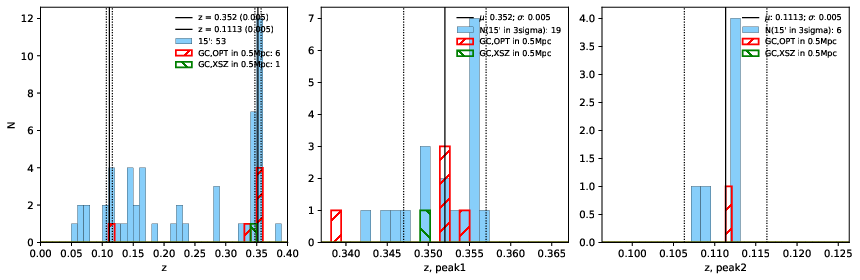 z = 0.352 (0.005)
z = 0.1113 (0.005)
15': 53
GC,OPT in 0.5Mpc: 6
GC,XSZ in 0.5Mpc: 1
N
12
10
8
6
4
2
0
0.00 0.05 0.10 0.15 0.20 0.25 0.30 0.35 0.40
z
μ: 0.352; σ: 0.005
N(15' in 3sigma): 19
GC,OPT in 0.5Mpc
GC,XSZ in 0.5Mpc
7
6
5
4
3
2
1
0
0.340 0.345 0.350 0.355 0.360 0.365
z, peak1
μ: 0.1113; σ: 0.005
N(15' in 3sigma): 6
GC,OPT in 0.5Mpc
GC,XSZ in 0.5Mpc
4.0
3.5
3.0
2.5
2.0
1.5
1.0
0.5
0.0
0.100 0.105 0.110 0.115 0.120 0.125
z, peak2